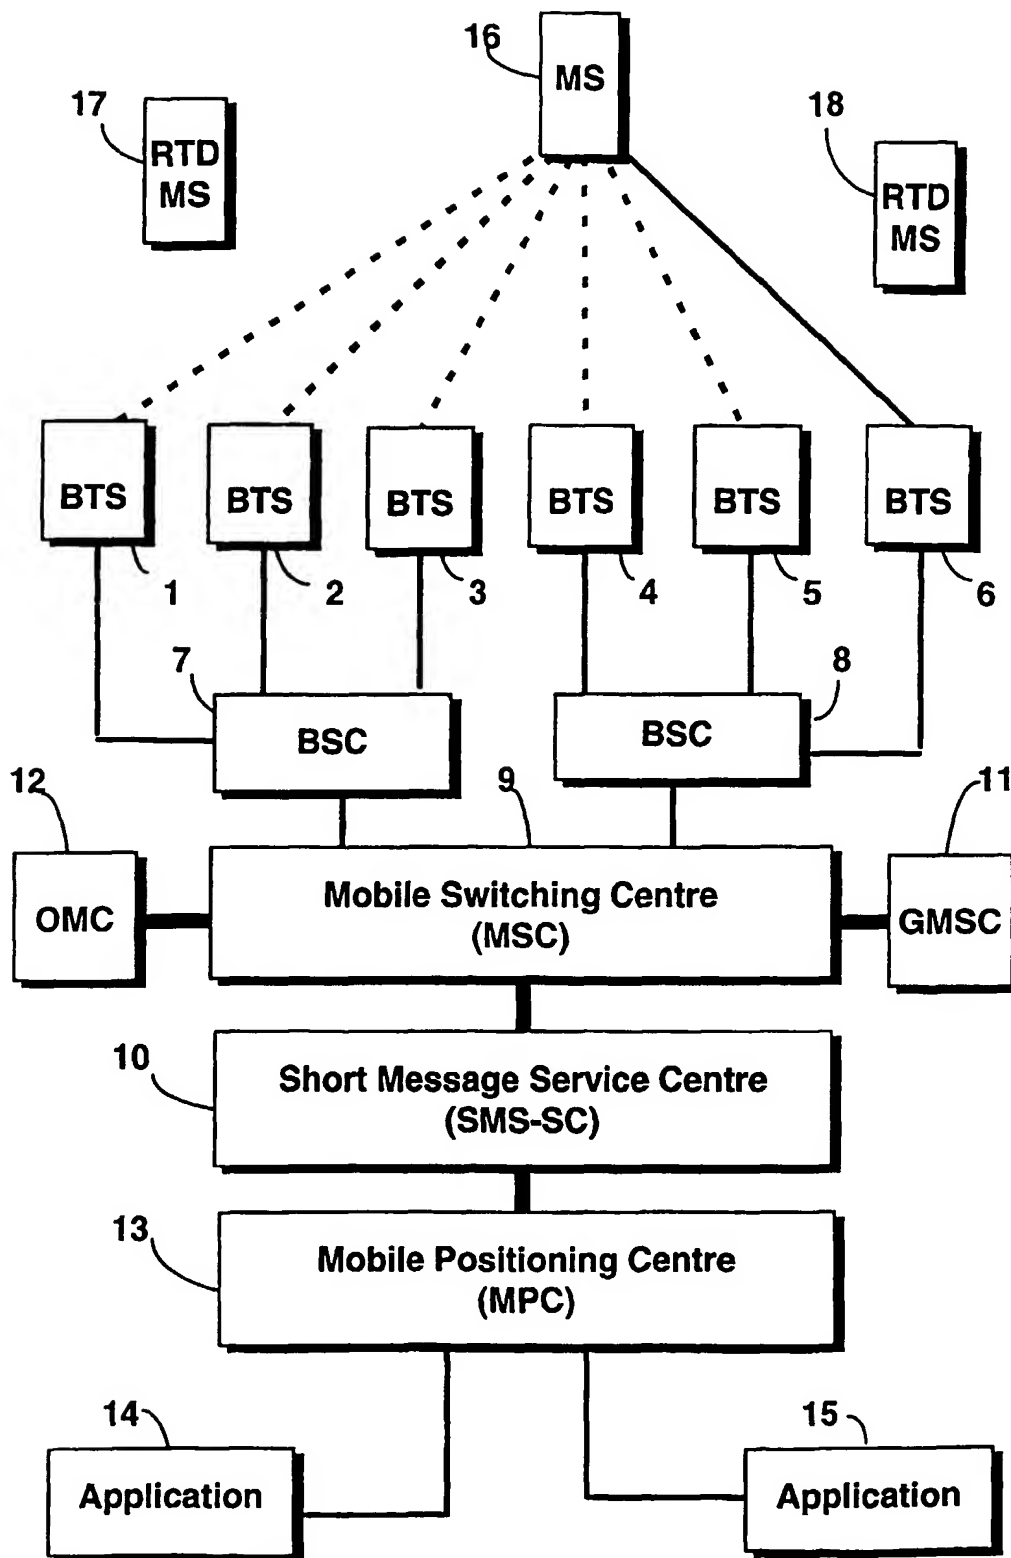 16
MS
17
RTD
MS
18
RTD
MS
BTS
BTS
BTS
BTS
BTS
BTS
1
2
3
4
5
6
7
BSC
8
BSC
12
OMC
9
Mobile Switching Centre
(MSC)
11
GMSC
10
Short Message Service Centre
(SMS-SC)
13
Mobile Positioning Centre
(MPC)
14
Application
15
Application